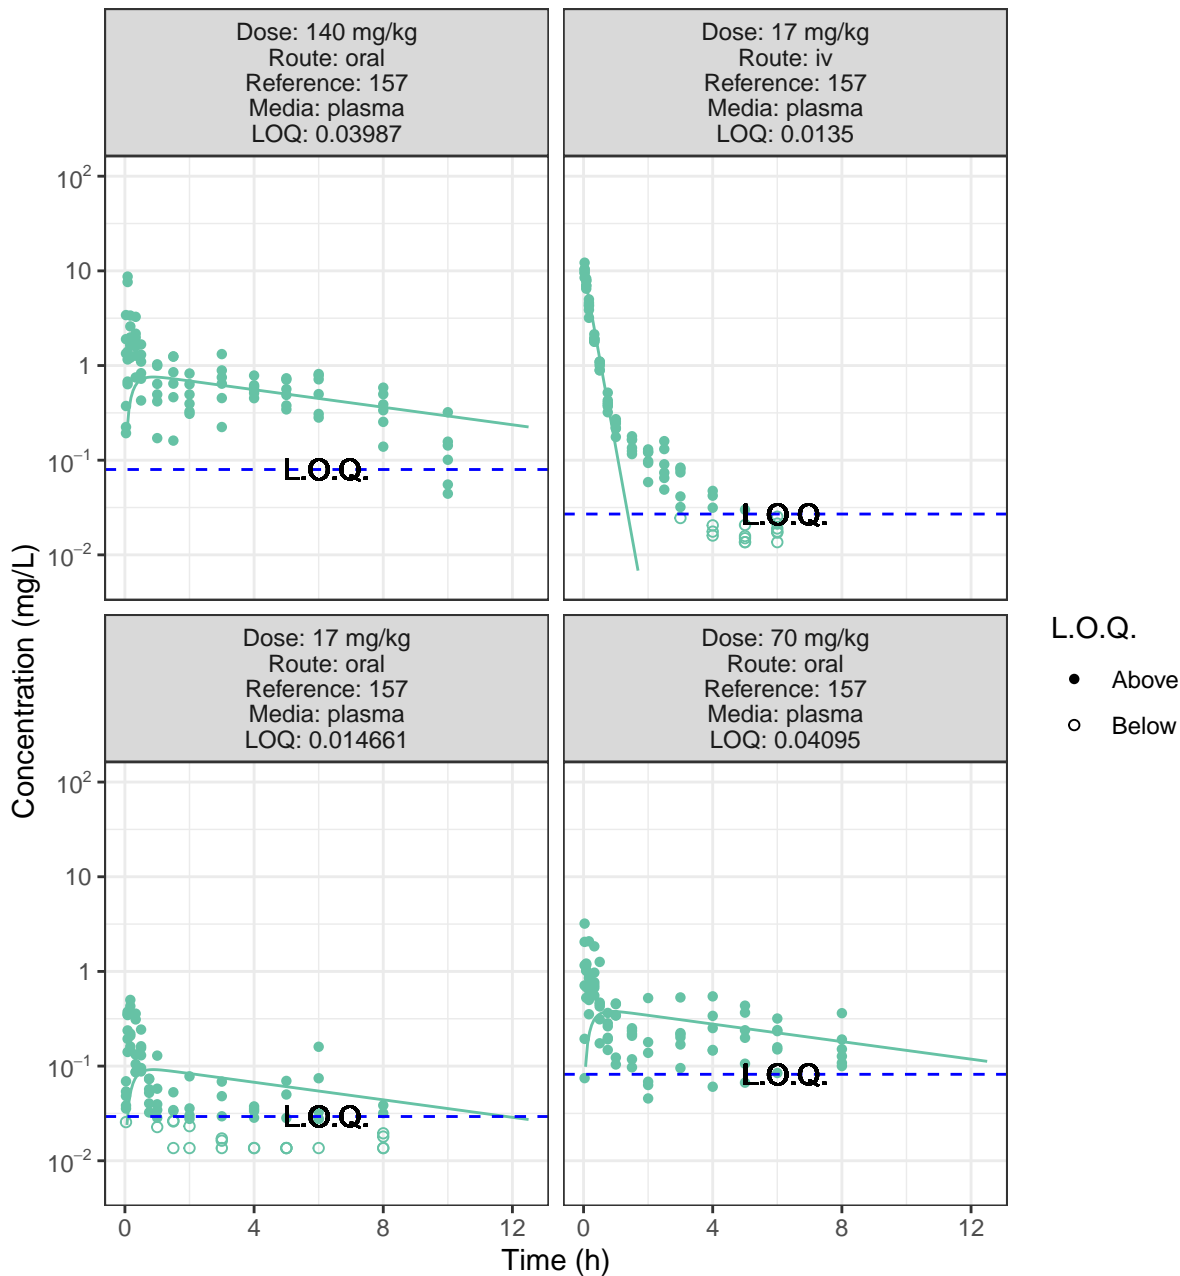 Dose: 140 mg/kg
Route: oral
Reference: 157
Media: plasma
LOQ: 0.03987
Dose: 17 mg/kg
Route: iv
Reference: 157
Media: plasma
LOQ: 0.0135
10²
10
1
10⁻¹
10⁻²
L.O.Q.
L.O.Q.
Dose: 17 mg/kg
Route: oral
Reference: 157
Media: plasma
LOQ: 0.014661
Dose: 70 mg/kg
Route: oral
Reference: 157
Media: plasma
LOQ: 0.04095
10²
10
1
10⁻¹
10⁻²
L.O.Q.
L.O.Q.
0 4 8 12
0 4 8 12
Time (h)
Concentration (mg/L)
L.O.Q.
Above
Below